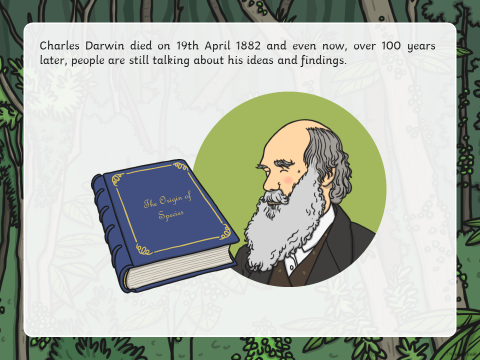 Charles Darwin died on 19th April 1882 and even now, over 100 years
later, people are still talking about his ideas and findings.
The Origin of
Species